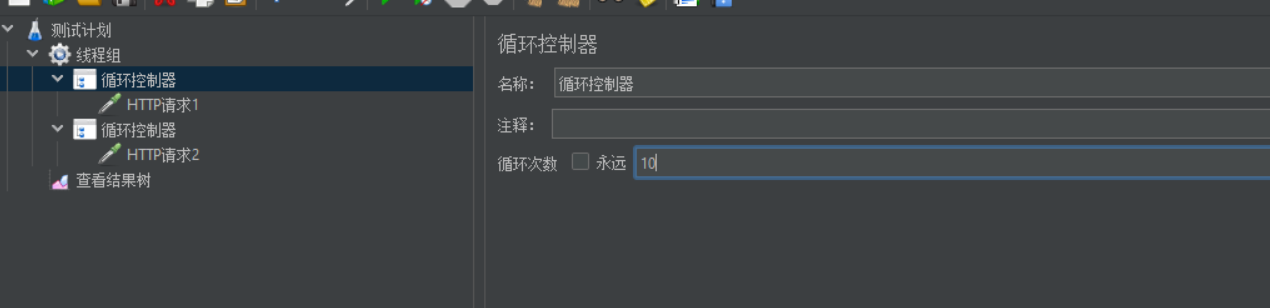 测试计划
线程组
循环控制器
HTTP请求1
循环控制器
HTTP请求2
查看结果树
循环控制器
名称： 循环控制器
注释：
循环次数 永远 10